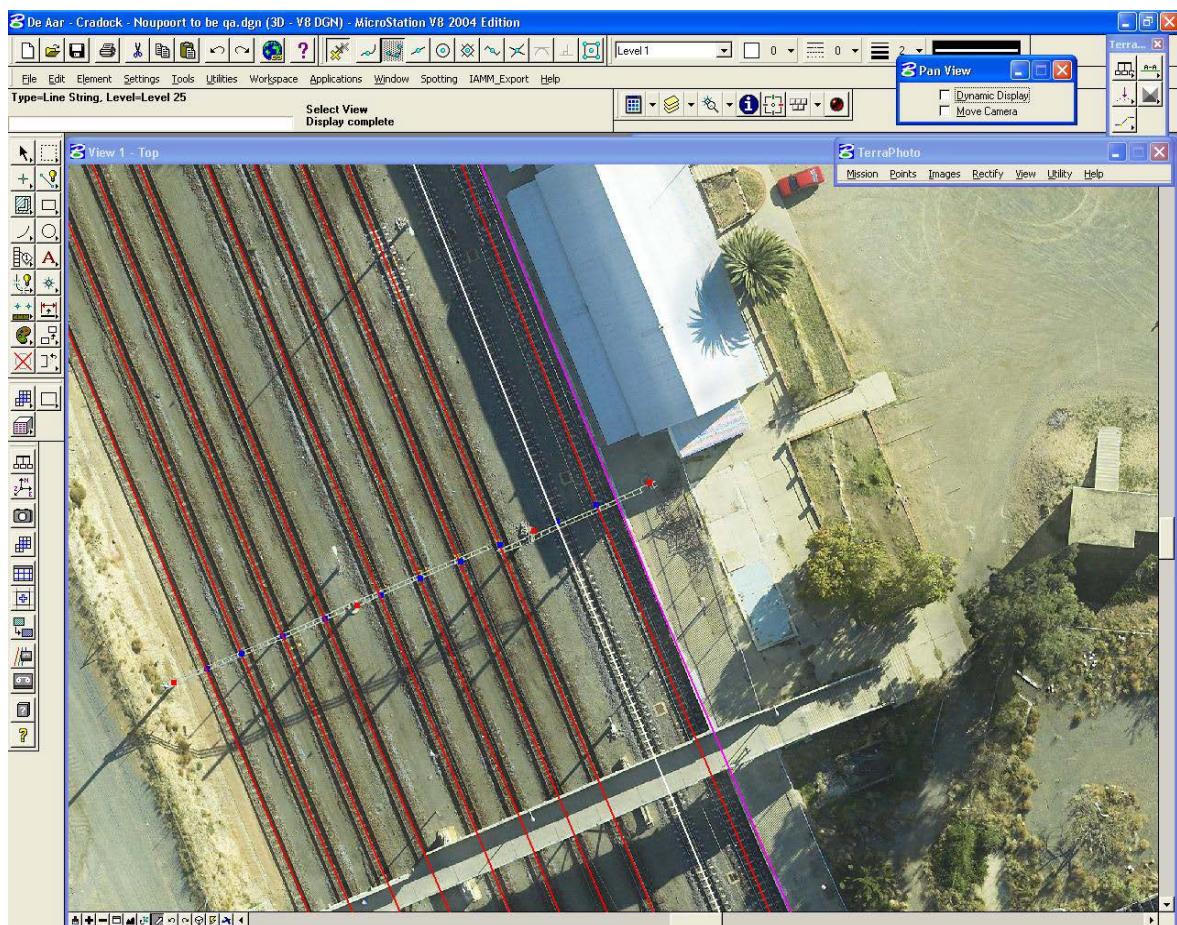 De Aar - Cradock - Noupoort to be qa.dgn (3D - V8 DGN) - MicroStation V8 2004 Edition
Level 1
0
0
2
Terra...
File Edit Element Settings Tools Utilities Workspace Applications Window Spotting IAMM_Export Help
Pan View
Dynamic Display
Move Camera
Type=Line String, Level=Level 25
Select View
Display complete
View 1 - Top
TerraPhoto
Mission Points Images Rectify View Utility Help